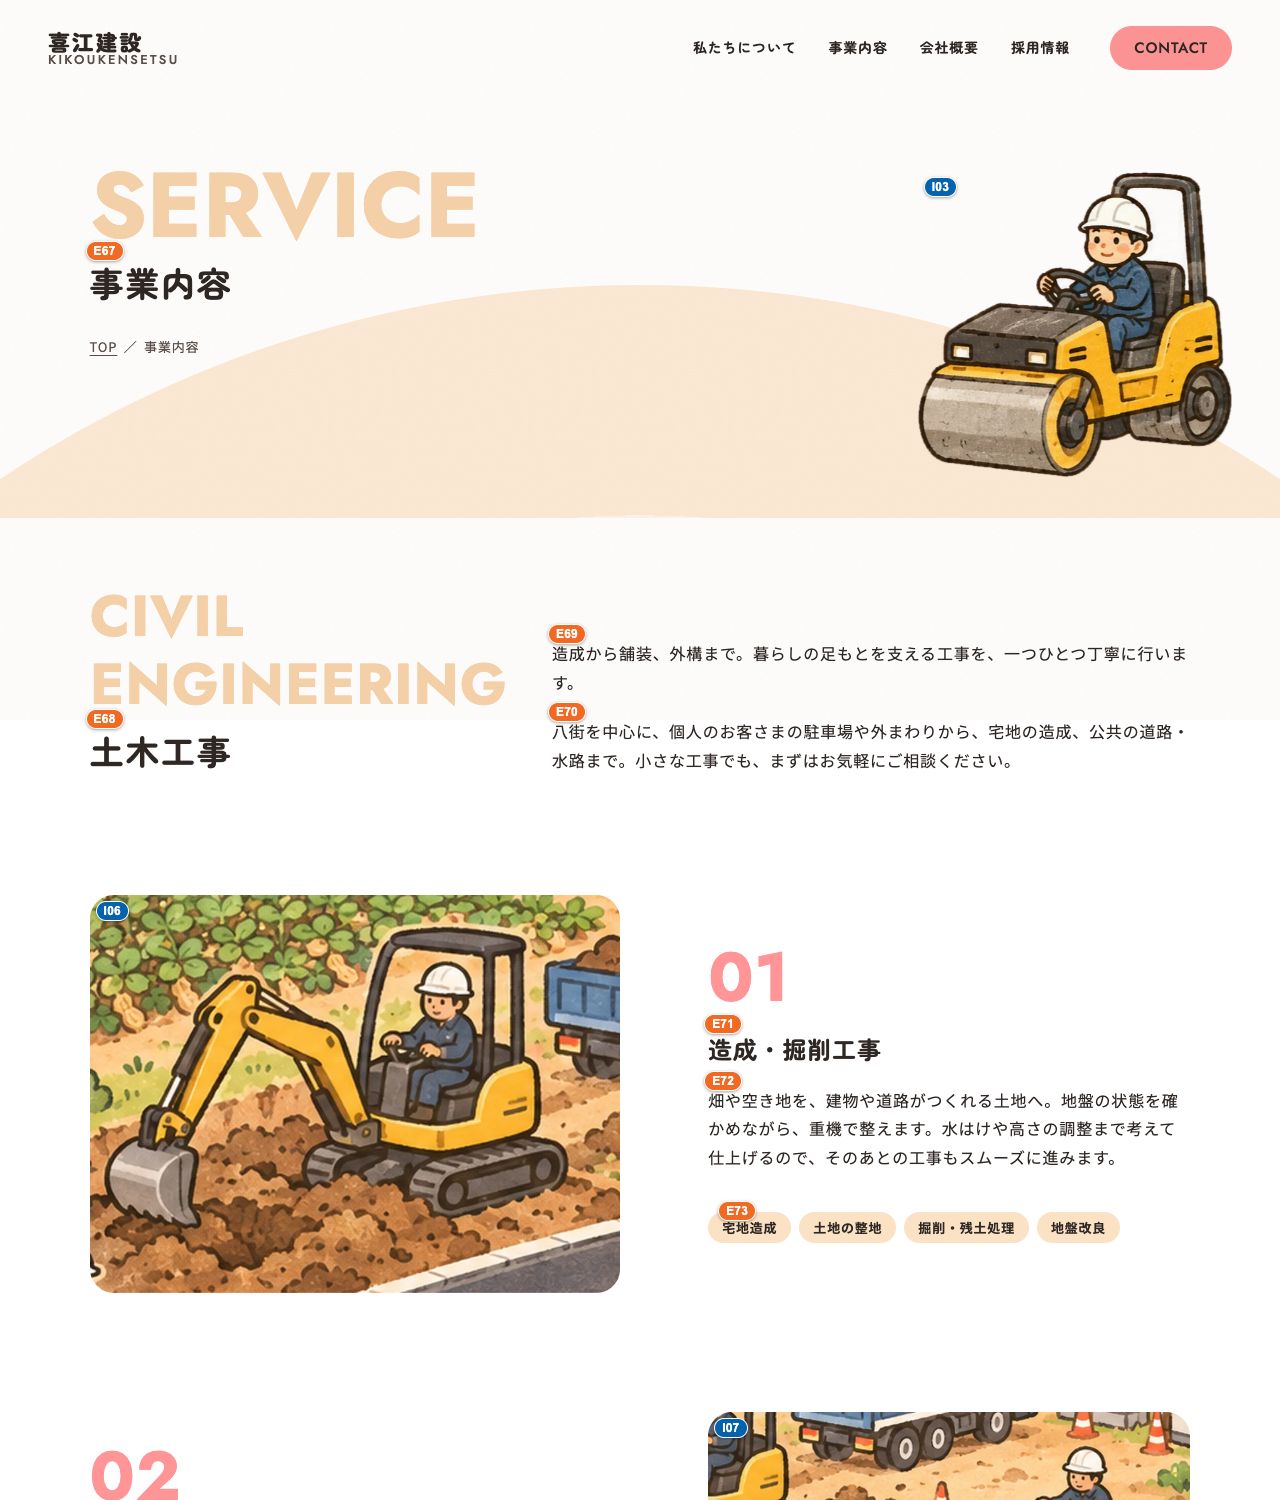 喜江建設
KIKOUKENSETSU
私たちについて
事業内容
会社概要
採用情報
CONTACT
SERVICE
I03
E67
事業内容
TOP ／ 事業内容
CIVIL
ENGINEERING
E68
土木工事
E69
造成から舗装、外構まで。暮らしの足もとを支える工事を、一つひとつ丁寧に行いま
す。
E70
八街を中心に、個人のお客さまの駐車場や外まわりから、宅地の造成、公共の道路・
水路まで。小さな工事でも、まずはお気軽にご相談ください。
I06
01
E71
造成・掘削工事
E72
畑や空き地を、建物や道路がつくれる土地へ。地盤の状態を確
かめながら、重機で整えます。水はけや高さの調整まで考えて
仕上げるので、そのあとの工事もスムーズに進みます。
E73
宅地造成
土地の整地
掘削・残土処理
地盤改良
02
I07